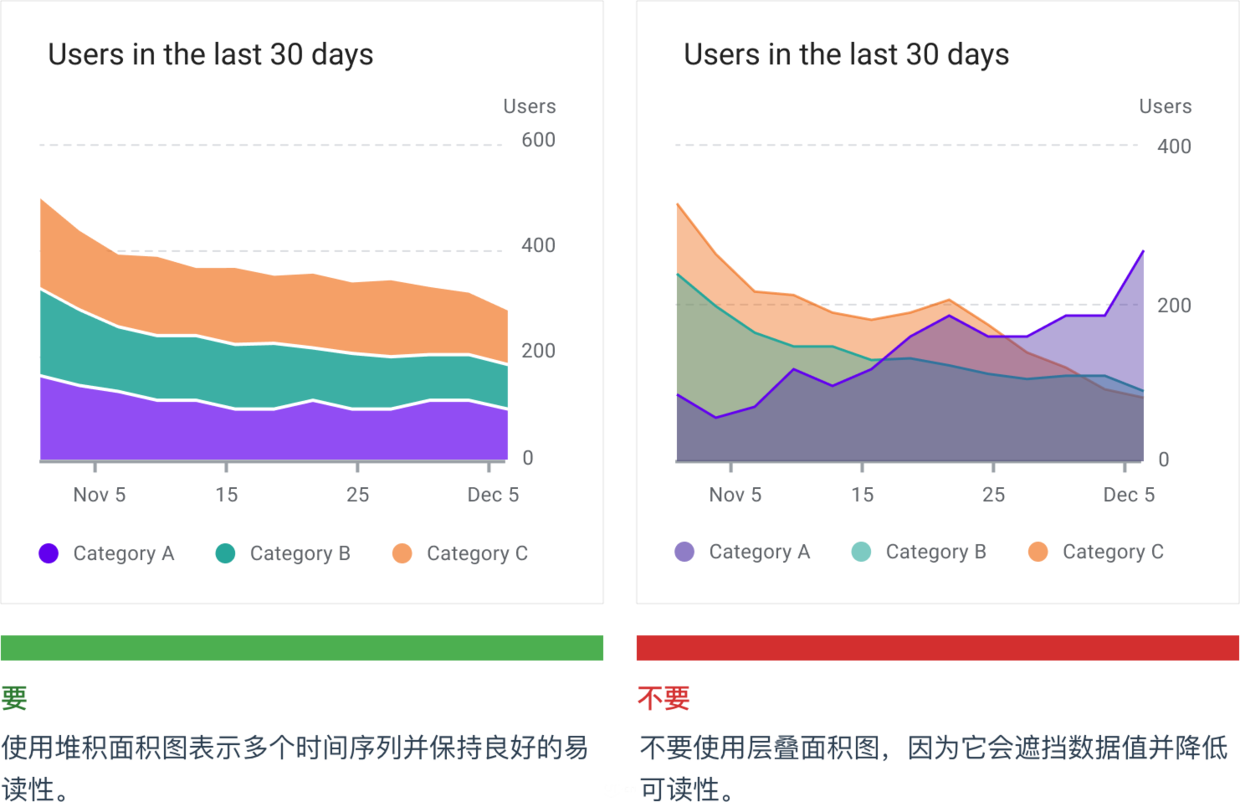 Users in the last 30 days
Users
600
400
200
0
Nov 5
15
25
Dec 5
Category A
Category B
Category C
要
使用堆积面积图表示多个时间序列并保持良好的易
读性。
Users in the last 30 days
Users
400
200
0
Nov 5
15
25
Dec 5
Category A
Category B
Category C
不要
不要使用层叠面积图，因为它会遮挡数据值并降低
可读性。